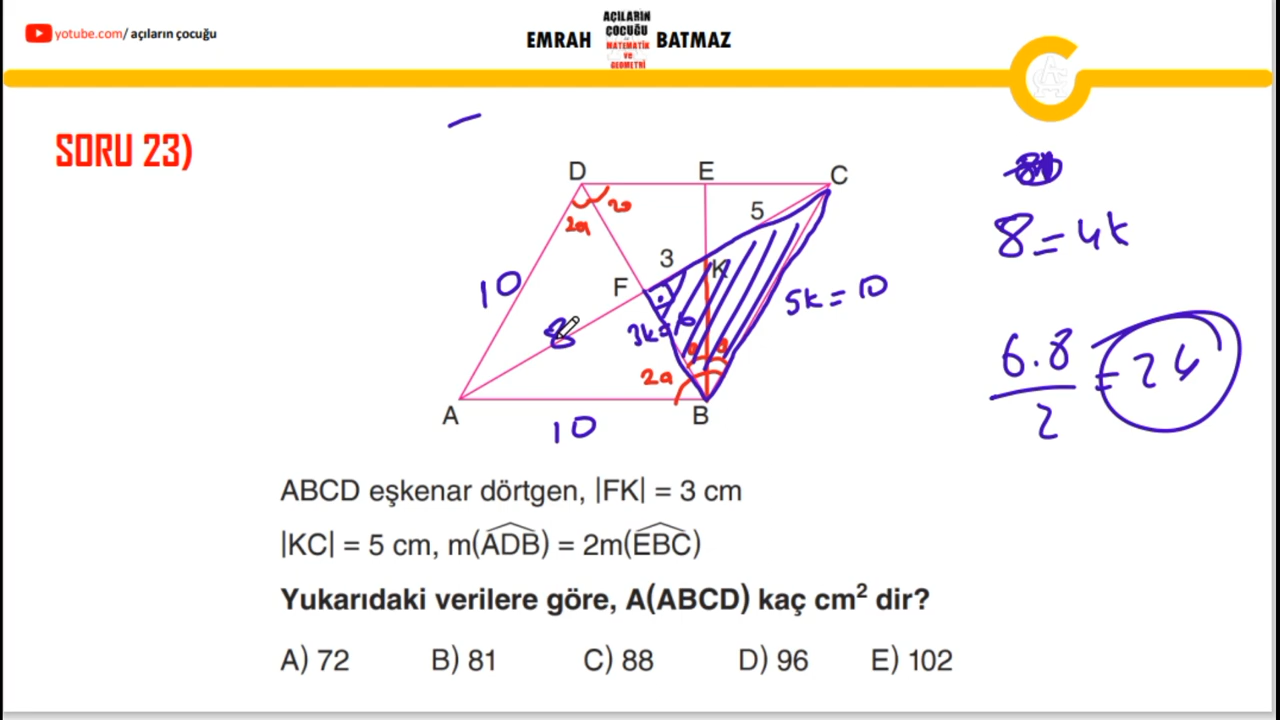 yotube.com/ açıların çocuğu
EMRAH
AÇILARIN
ÇOCUĞU
MATEMATİK
ve
GEOMETRİ
BATMAZ
SORU 23)
D E C
2a 2a
5
3
K
F
10
8
3k=6
5k=10
a a
2a
A B
10
8=4k
6.8
2
=24
ABCD eşkenar dörtgen, |FK| = 3 cm
|KC| = 5 cm, m(ADB) = 2m(EBC)
Yukarıdaki verilere göre, A(ABCD) kaç cm² dir?
A) 72 B) 81 C) 88 D) 96 E) 102